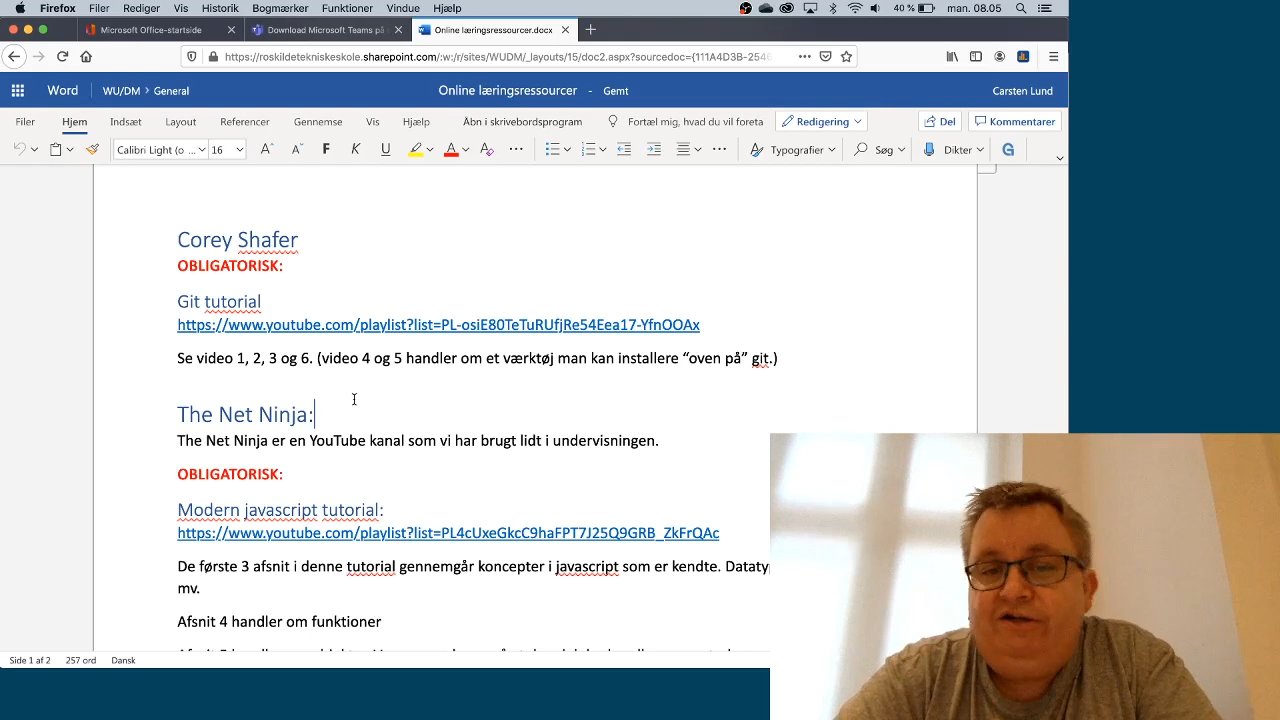 Firefox Filer Rediger Vis Historik Bogmærker Funktioner Vindue Hjælp 40 % man. 08.05
Microsoft Office-startside Download Microsoft Teams på Online læringsressourcer.docx
https://roskildetekniskeskole.sharepoint.com/:w:/r/sites/WUDM/_layouts/15/doc2.aspx?sourcedoc={111A4D3B-254
Word WU/DM > General Online læringsressourcer - Gemt Carsten Lund
Filer Hjem Indsæt Layout Referencer Gennemse Vis Hjælp Åbn i skrivebordsprogram Fortæl mig, hvad du vil foreta Redigering Del Kommentarer
Calibri Light (o... 16 F K U A Typografier Søg Dikter
Corey Shafer
OBLIGATORISK:
Git tutorial
https://www.youtube.com/playlist?list=PL-osiE80TeTuRUfjRe54Eea17-YfnOOAx
Se video 1, 2, 3 og 6. (video 4 og 5 handler om et værktøj man kan installere “oven på” git.)
The Net Ninja:
The Net Ninja er en YouTube kanal som vi har brugt lidt i undervisningen.
OBLIGATORISK:
Modern javascript tutorial:
https://www.youtube.com/playlist?list=PL4cUxeGkcC9haFPT7J25Q9GRB_ZkFrQAc
De første 3 afsnit i denne tutorial gennemgår koncepter i javascript som er kendte. Datatyp
mv.
Afsnit 4 handler om funktioner
Side 1 af 2 257 ord Dansk